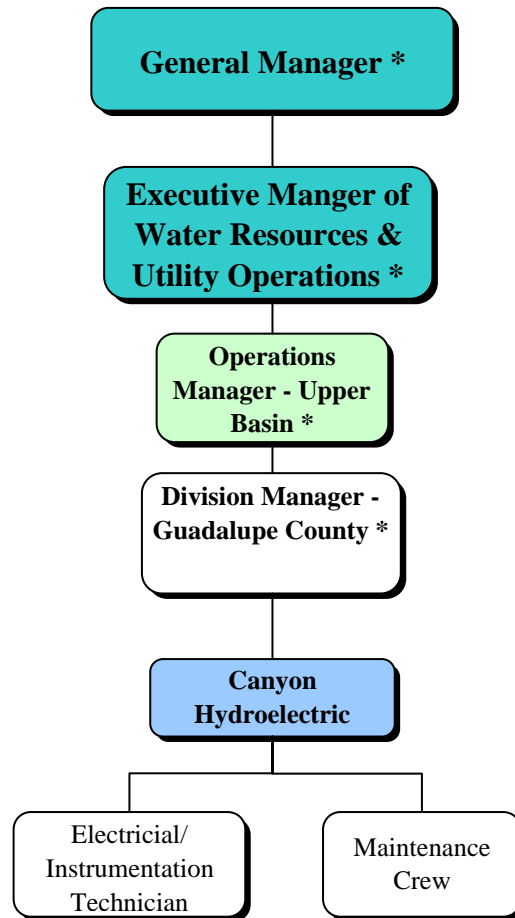 General Manager *
Executive Manger of
Water Resources &
Utility Operations *
Operations
Manager - Upper
Basin *
Division Manager -
Guadalupe County *
Canyon
Hydroelectric
Electricial/
Instrumentation
Technician
Maintenance
Crew